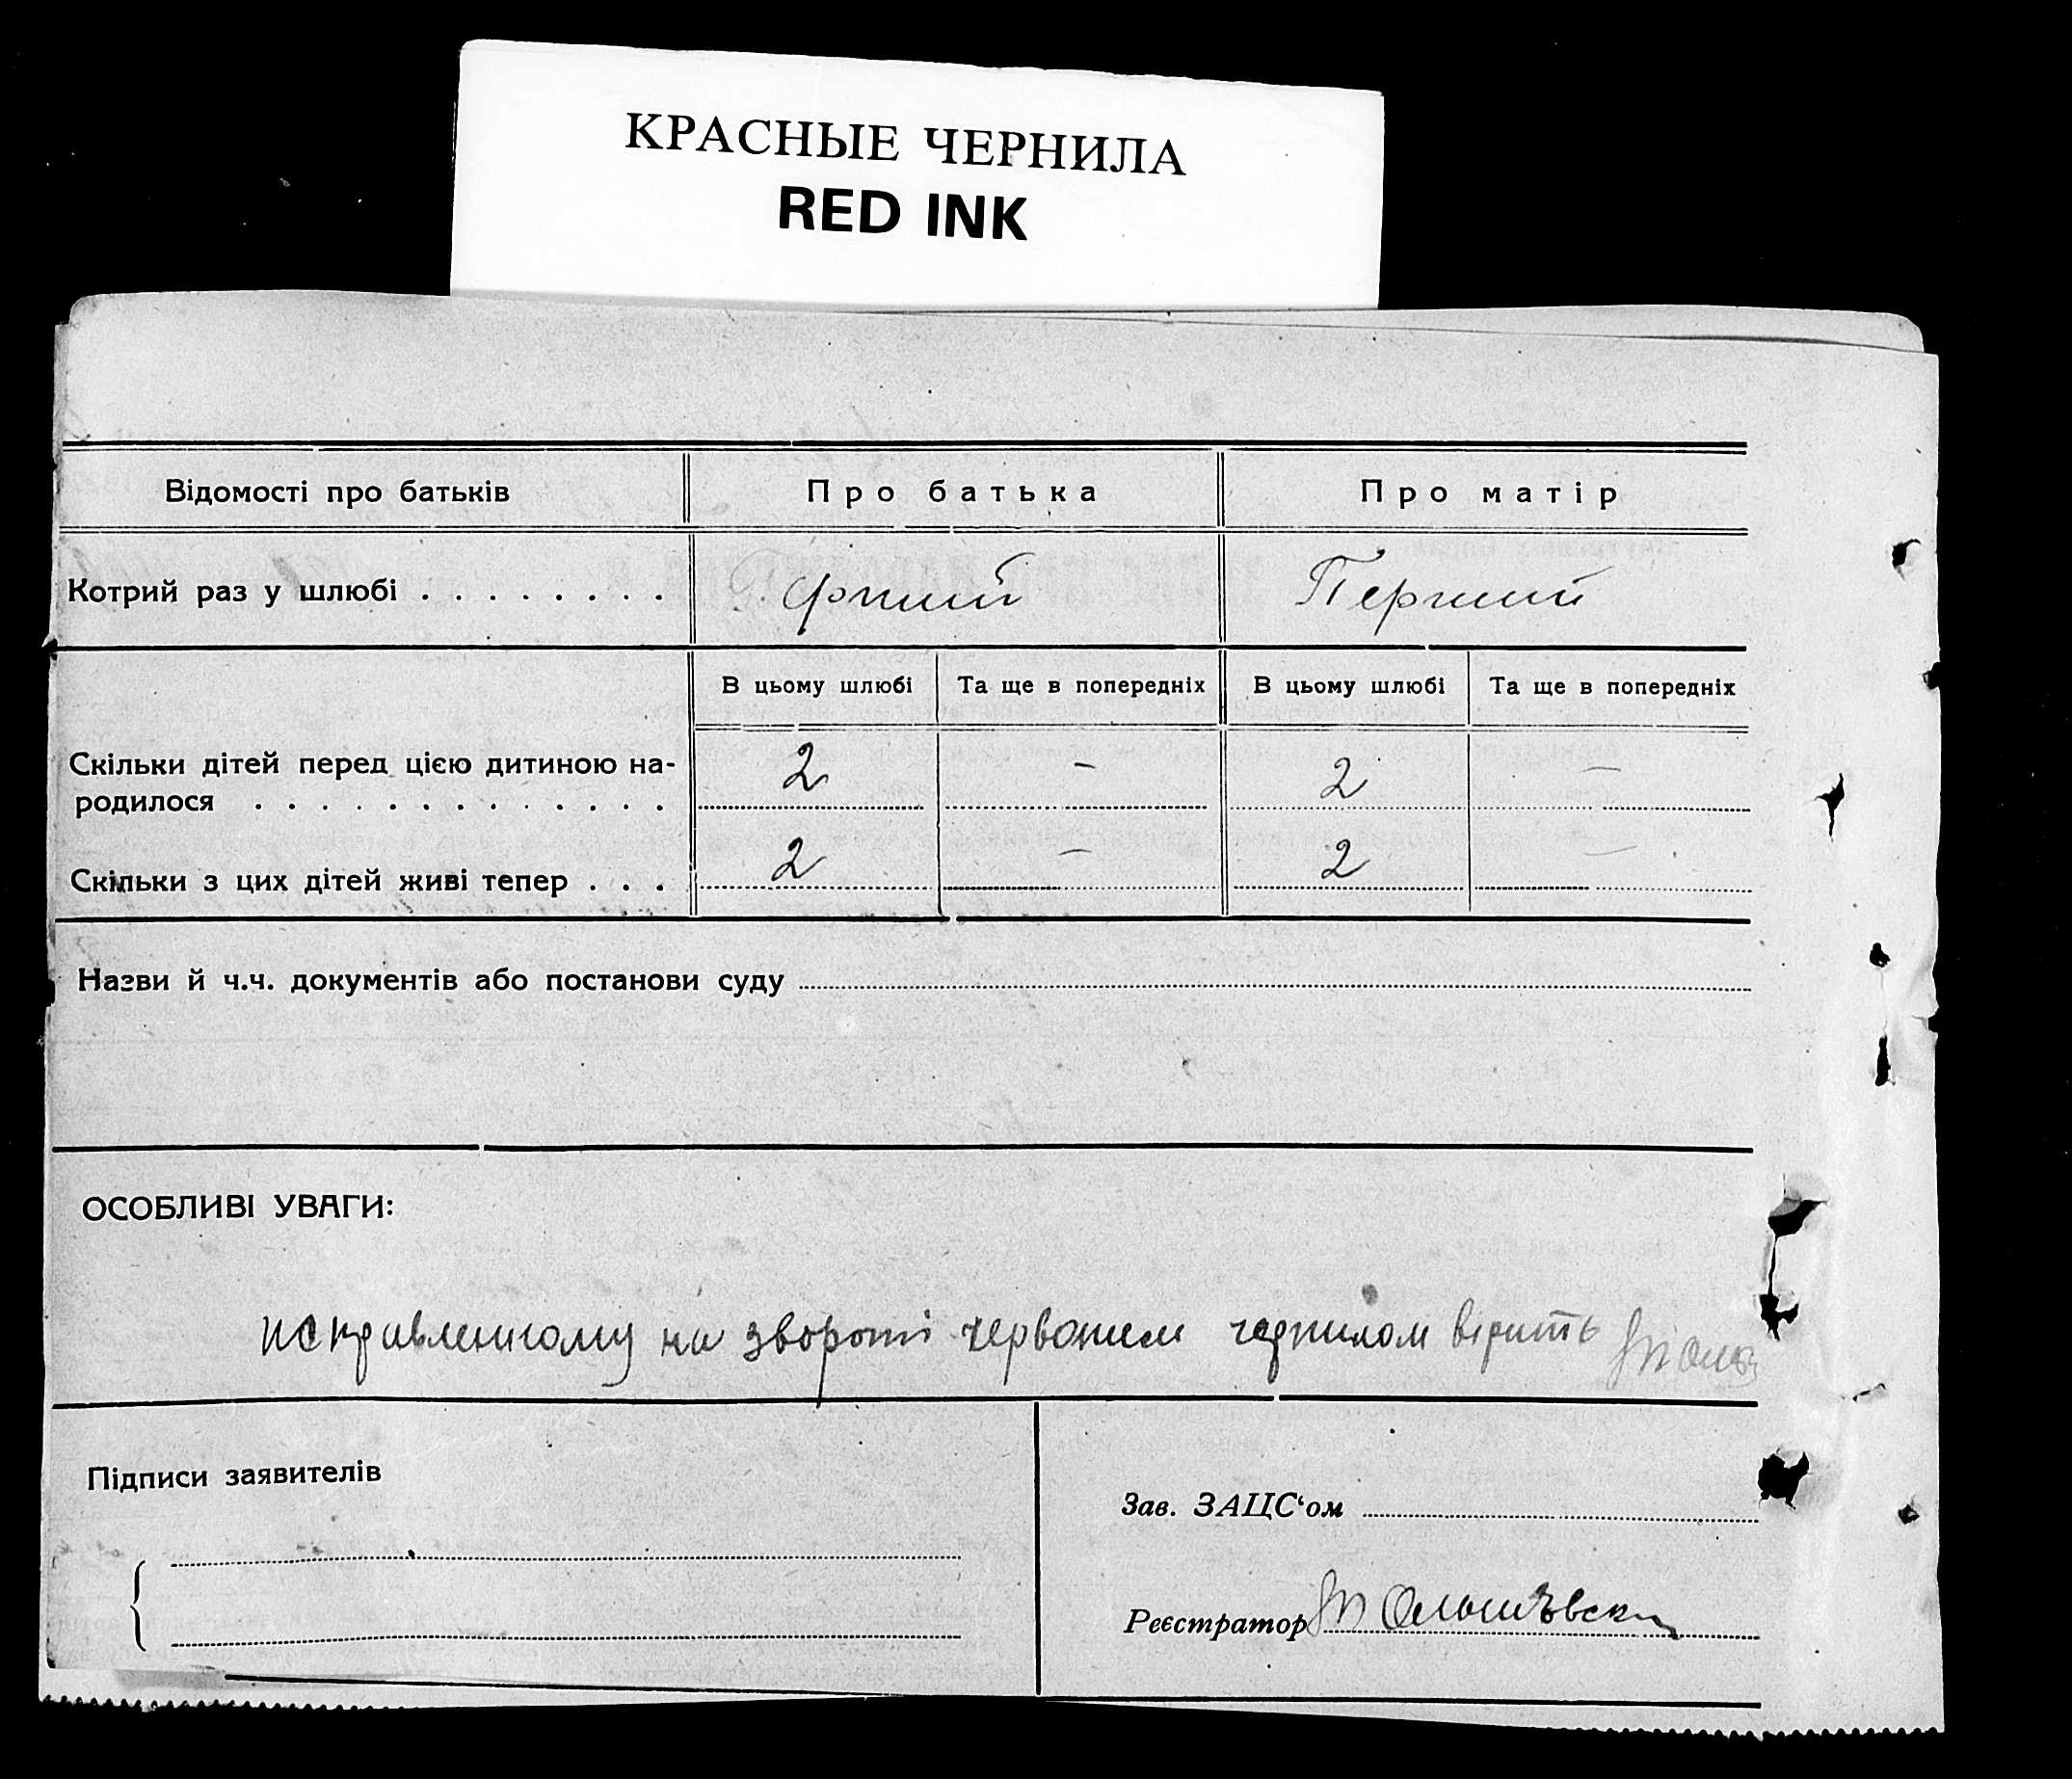 КРАСНЫЕ ЧЕРНИЛА
RED INK
Відомості про батьків Про батька Про матір
Котрий раз у шлюбі . . . . . . . . Перший
В цьому шлюбі Та ще в попередніх В цьому шлюбі Та ще в попередніх
Скільки дітей перед цією дитиною на- 2 – 2 –
родилося . . . . . . . . . . . . .
Скільки з цих дітей живі тепер . . . 2 – 2 –
Назви й ч.ч. документів або постанови суду
ОСОБЛИВІ УВАГИ:
исправленному на звороті червоним чернилом вірить
Підписи заявителів
Зав. ЗАЦС‘ом
Реєстратор